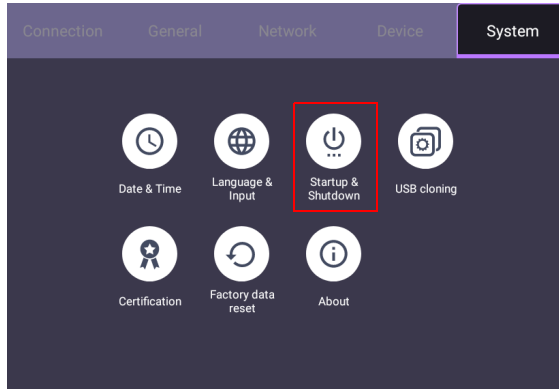 Connection General Network Device System
Date & Time
Language &
Input
Startup &
Shutdown
USB cloning
Certification
Factory data
reset
About